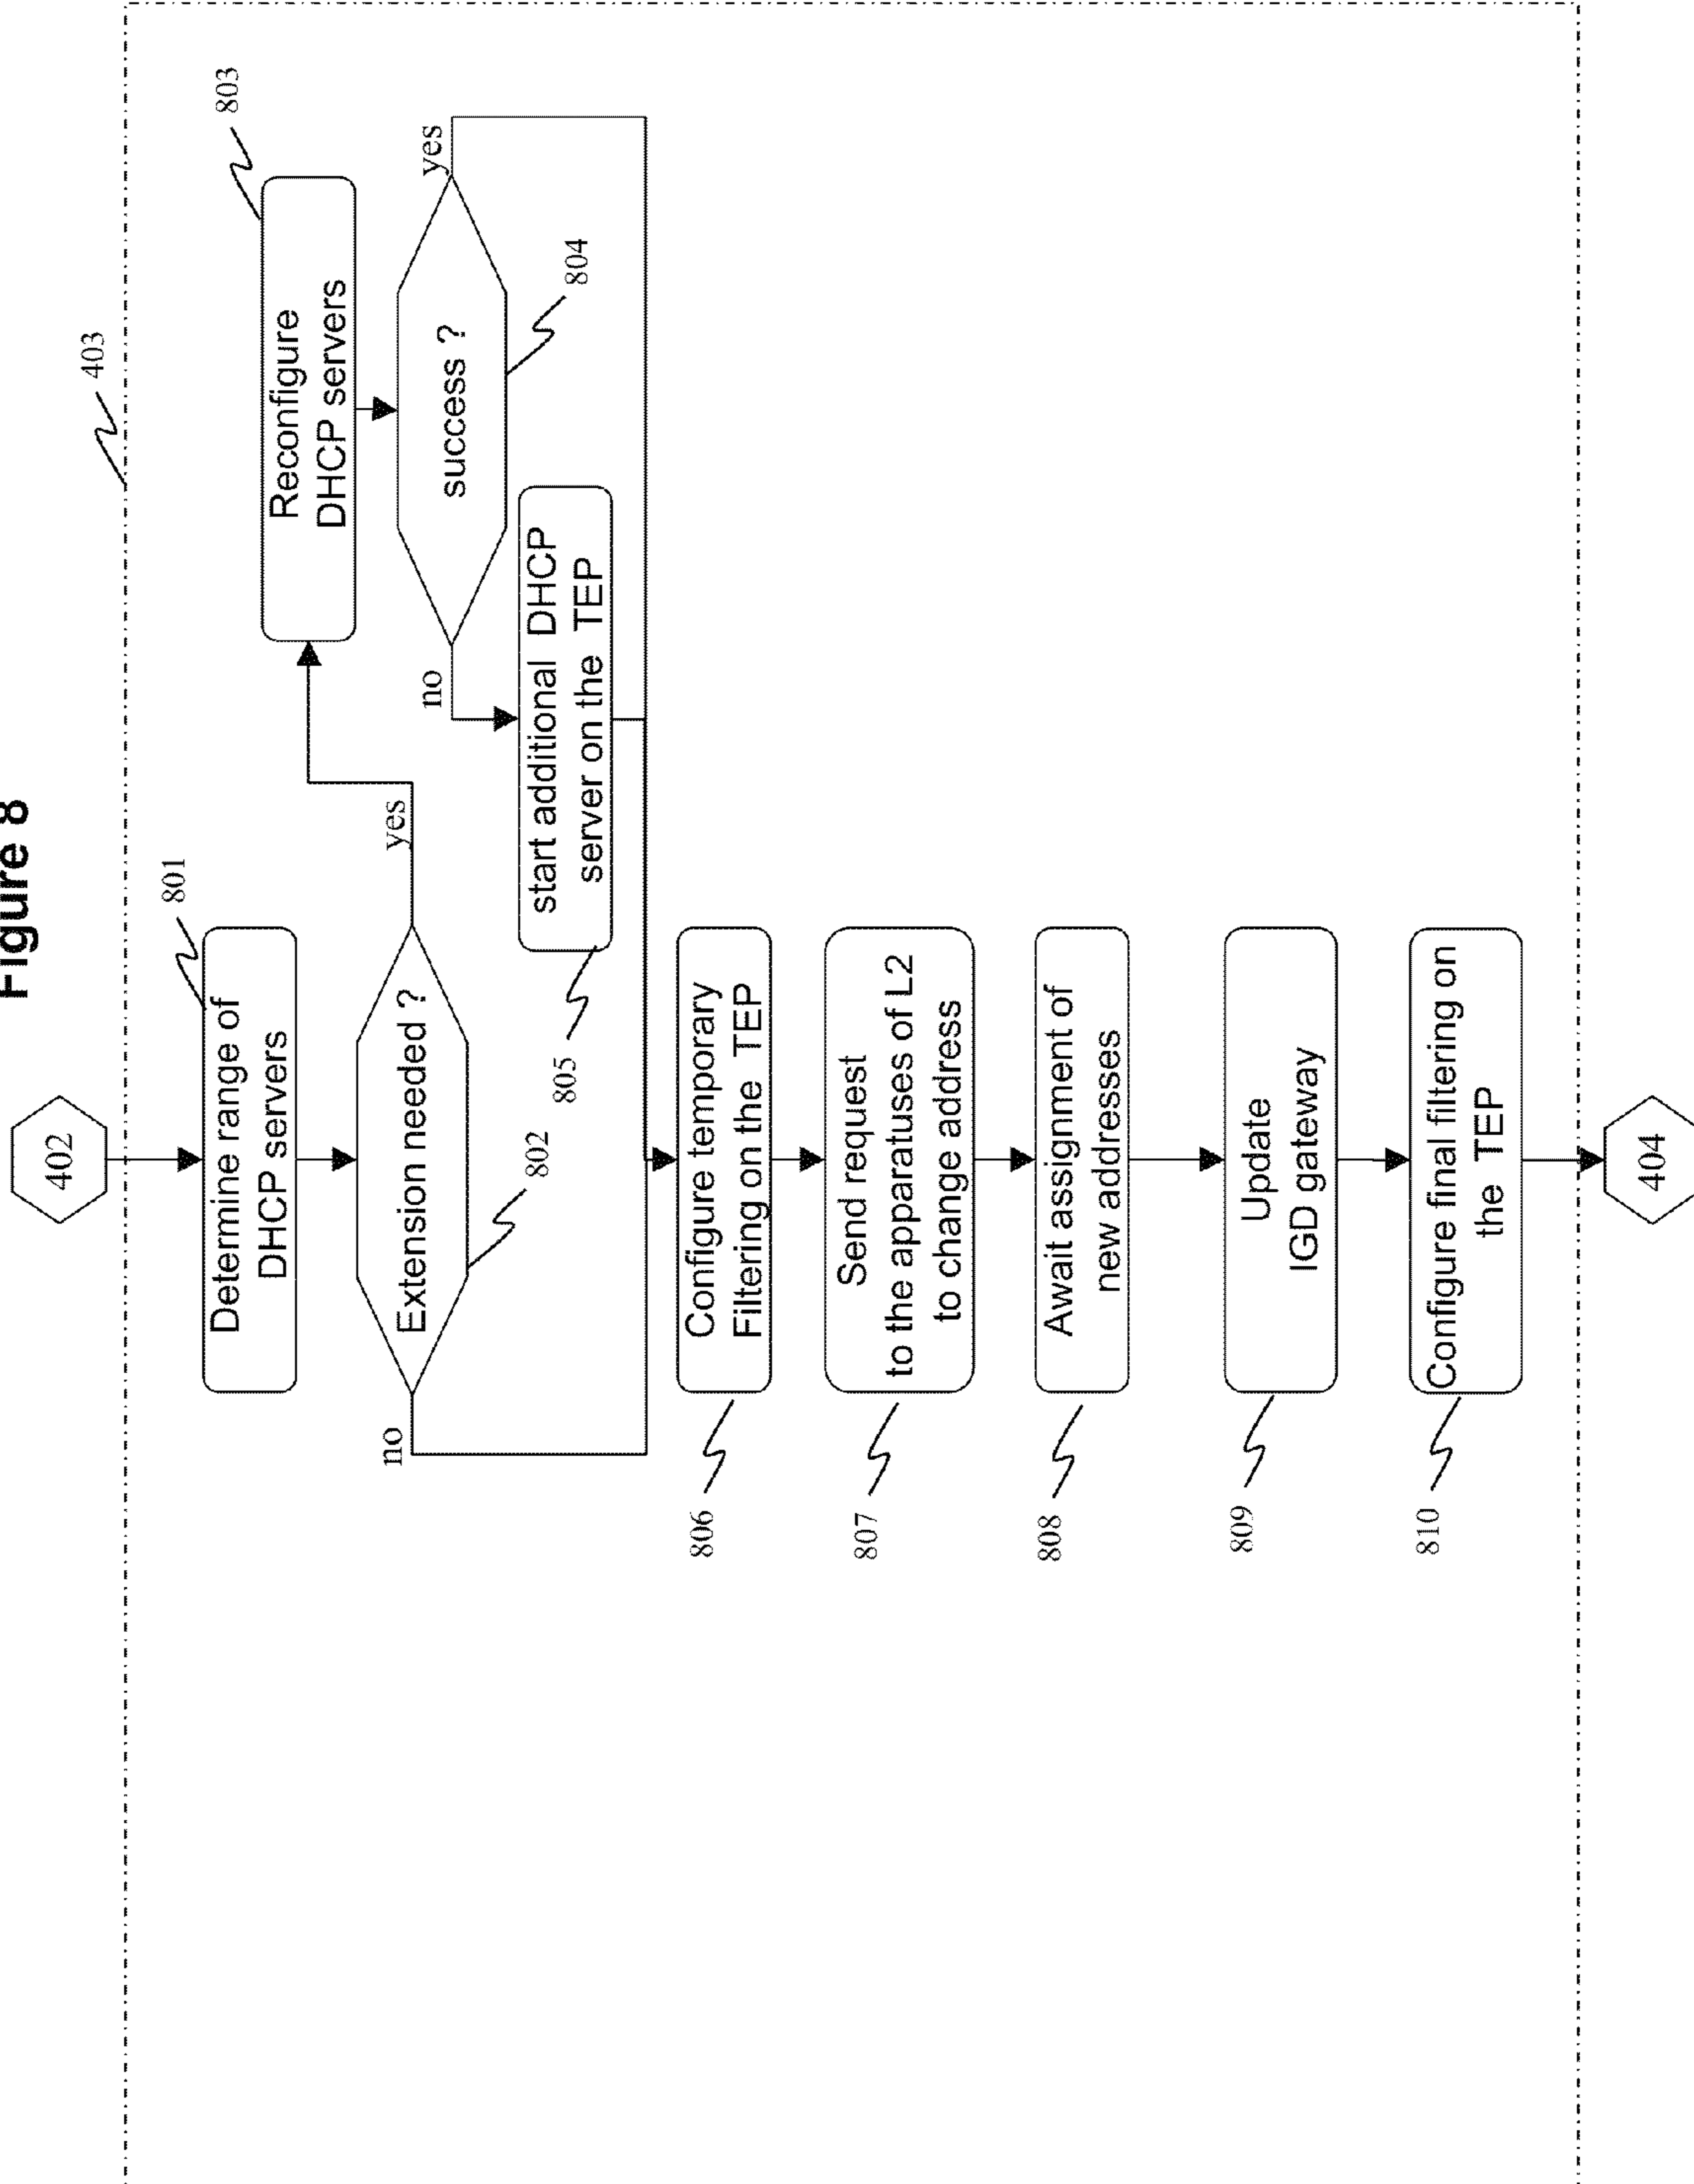 Figure 8
402
403
801
Determine range of
DHCP servers
Extension needed ?
802
yes
no
803
Reconfigure
DHCP servers
success ?
804
yes
no
start additional DHCP
server on the TEP
805
Configure temporary
Filtering on the TEP
806
Send request
to the apparatuses of L2
to change address
807
Await assignment of
new addresses
808
Update
IGD gateway
809
Configure final filtering on
the TEP
810
404